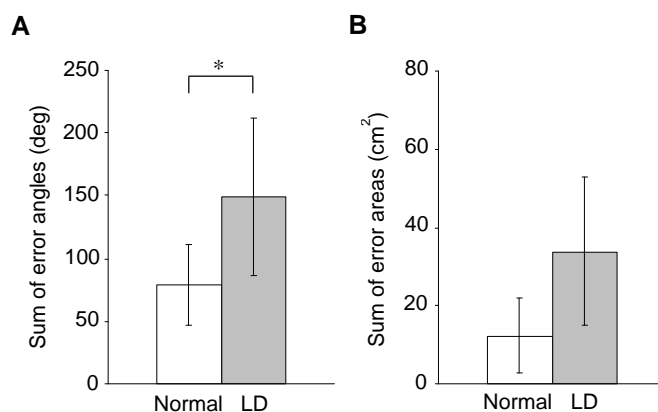 A
Sum of error angles (deg)
250
200
150
100
50
0
*
Normal LD
B
Sum of error areas (cm²)
80
60
40
20
0
Normal LD